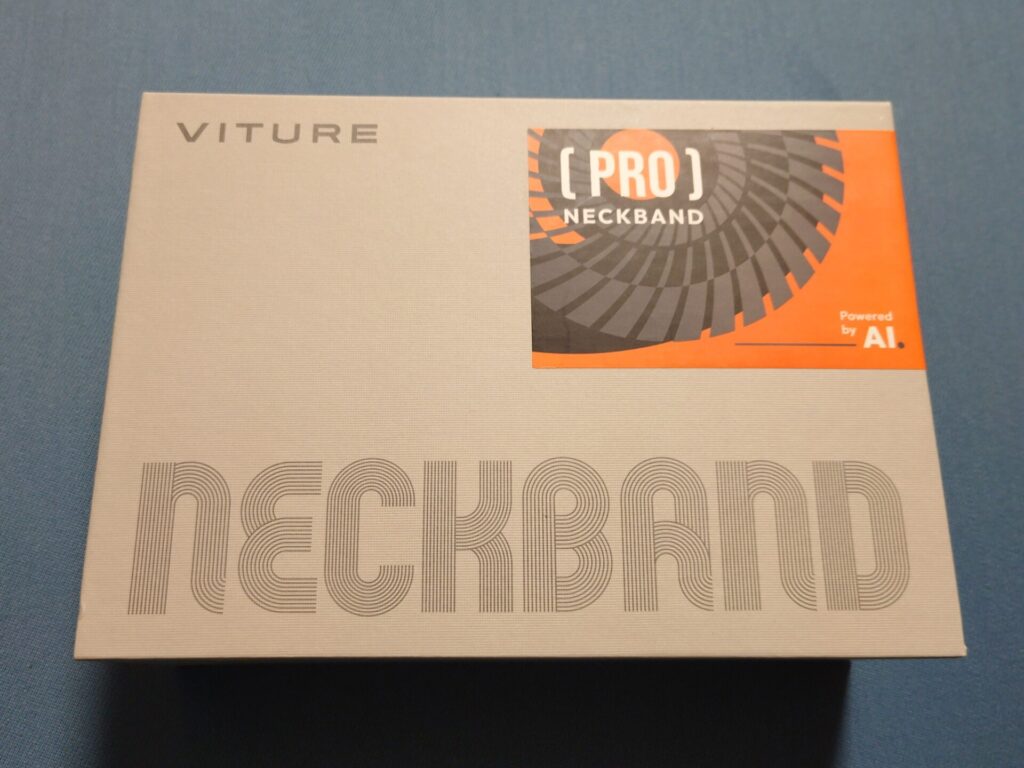 VITURE
[ PRO ]
NECKBAND
Powered
by AI.
NECKBAND